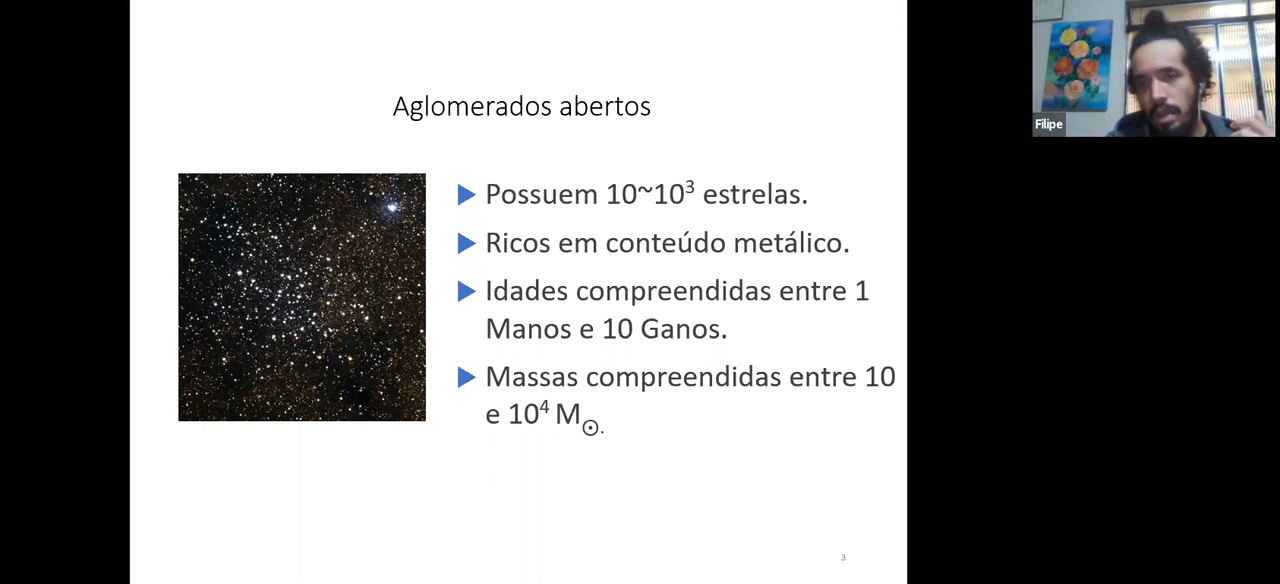 Aglomerados abertos
Possuem 10~10³ estrelas.
Ricos em conteúdo metálico.
Idades compreendidas entre 1
Manos e 10 Ganos.
Massas compreendidas entre 10
e 10⁴ M☉.
3
Filipe